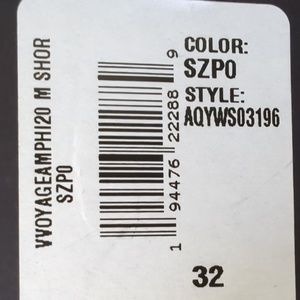 VVOYAGEAMPHI20 M SHOR
SZP0
1 94476 22288 9
COLOR:
SZP0
STYLE:
AQYWS03196
32